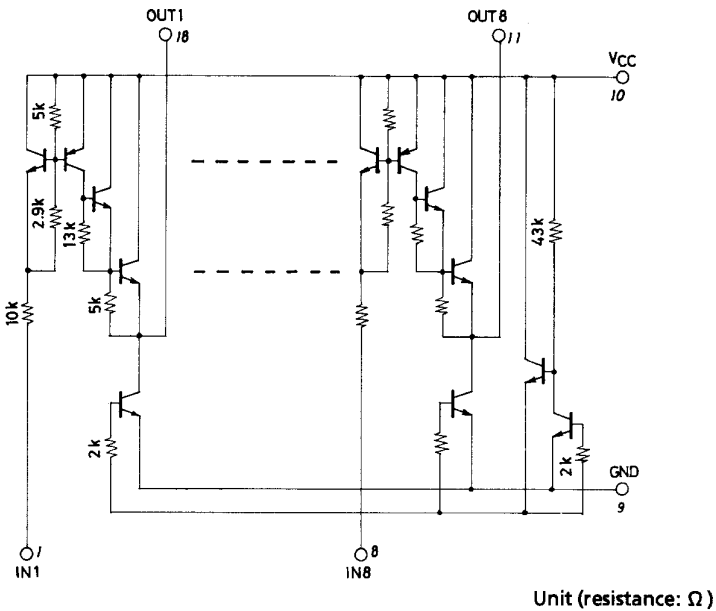 OUT1
18
OUT8
11
VCC
10
5k
2.9k
13k
43k
10k
5k
2k
2k
GND
9
1
IN1
8
IN8
Unit (resistance: Ω)